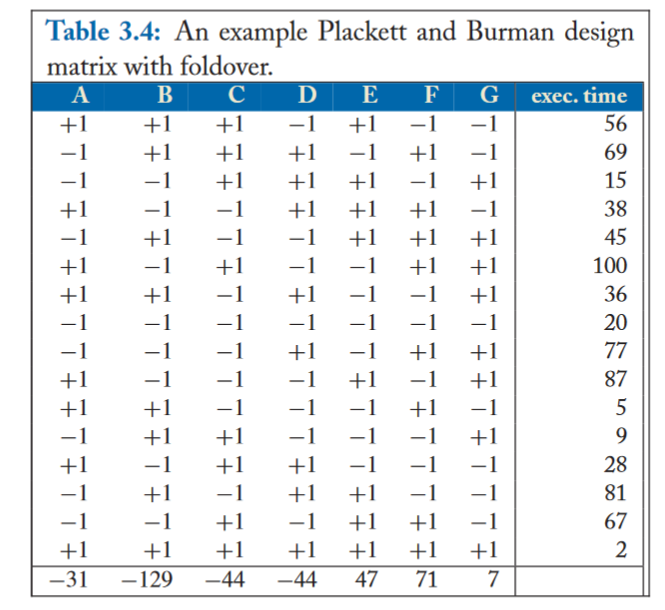 Table 3.4: An example Plackett and Burman design
matrix with foldover.
A B C D E F G exec. time
+1 +1 +1 −1 +1 −1 −1 56
−1 +1 +1 +1 −1 +1 −1 69
−1 −1 +1 +1 +1 −1 +1 15
+1 −1 −1 +1 +1 +1 −1 38
−1 +1 −1 −1 +1 +1 +1 45
+1 −1 +1 −1 −1 +1 +1 100
+1 +1 −1 +1 −1 −1 +1 36
−1 −1 −1 −1 −1 −1 −1 20
−1 −1 −1 +1 −1 +1 +1 77
+1 −1 −1 −1 +1 −1 +1 87
+1 +1 −1 −1 −1 +1 −1 5
−1 +1 +1 −1 −1 −1 +1 9
+1 −1 +1 +1 −1 −1 −1 28
−1 +1 −1 +1 +1 −1 −1 81
−1 −1 +1 −1 +1 +1 −1 67
+1 +1 +1 +1 +1 +1 +1 2
−31 −129 −44 −44 47 71 7